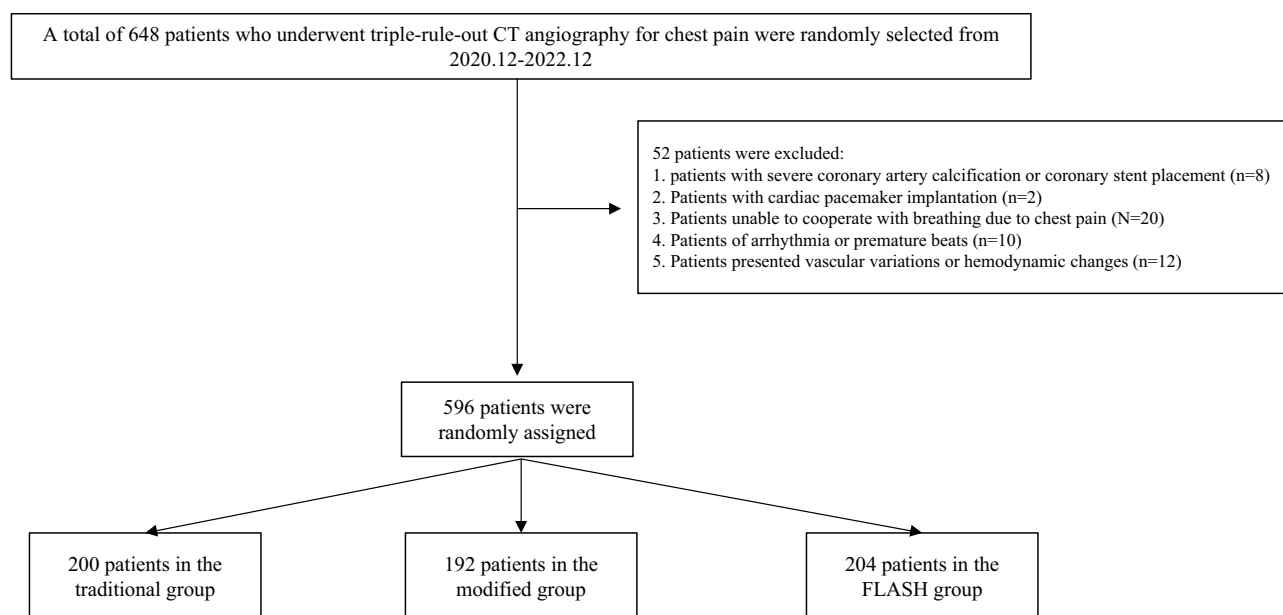 A total of 648 patients who underwent triple-rule-out CT angiography for chest pain were randomly selected from
2020.12-2022.12
52 patients were excluded:
1. patients with severe coronary artery calcification or coronary stent placement (n=8)
2. Patients with cardiac pacemaker implantation (n=2)
3. Patients unable to cooperate with breathing due to chest pain (N=20)
4. Patients of arrhythmia or premature beats (n=10)
5. Patients presented vascular variations or hemodynamic changes (n=12)
596 patients were
randomly assigned
200 patients in the
traditional group
192 patients in the
modified group
204 patients in the
FLASH group